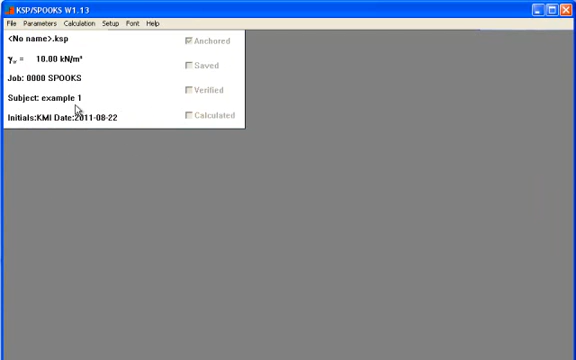 KSP/SPOOKS W1.13
File Parameters Calculation Setup Font Help
<No name>.ksp
Anchored
γw = 10.00 kN/m³
Saved
Job: 0000 SPOOKS
Verified
Subject: example 1
Calculated
Initials:KMI Date:2011-08-22